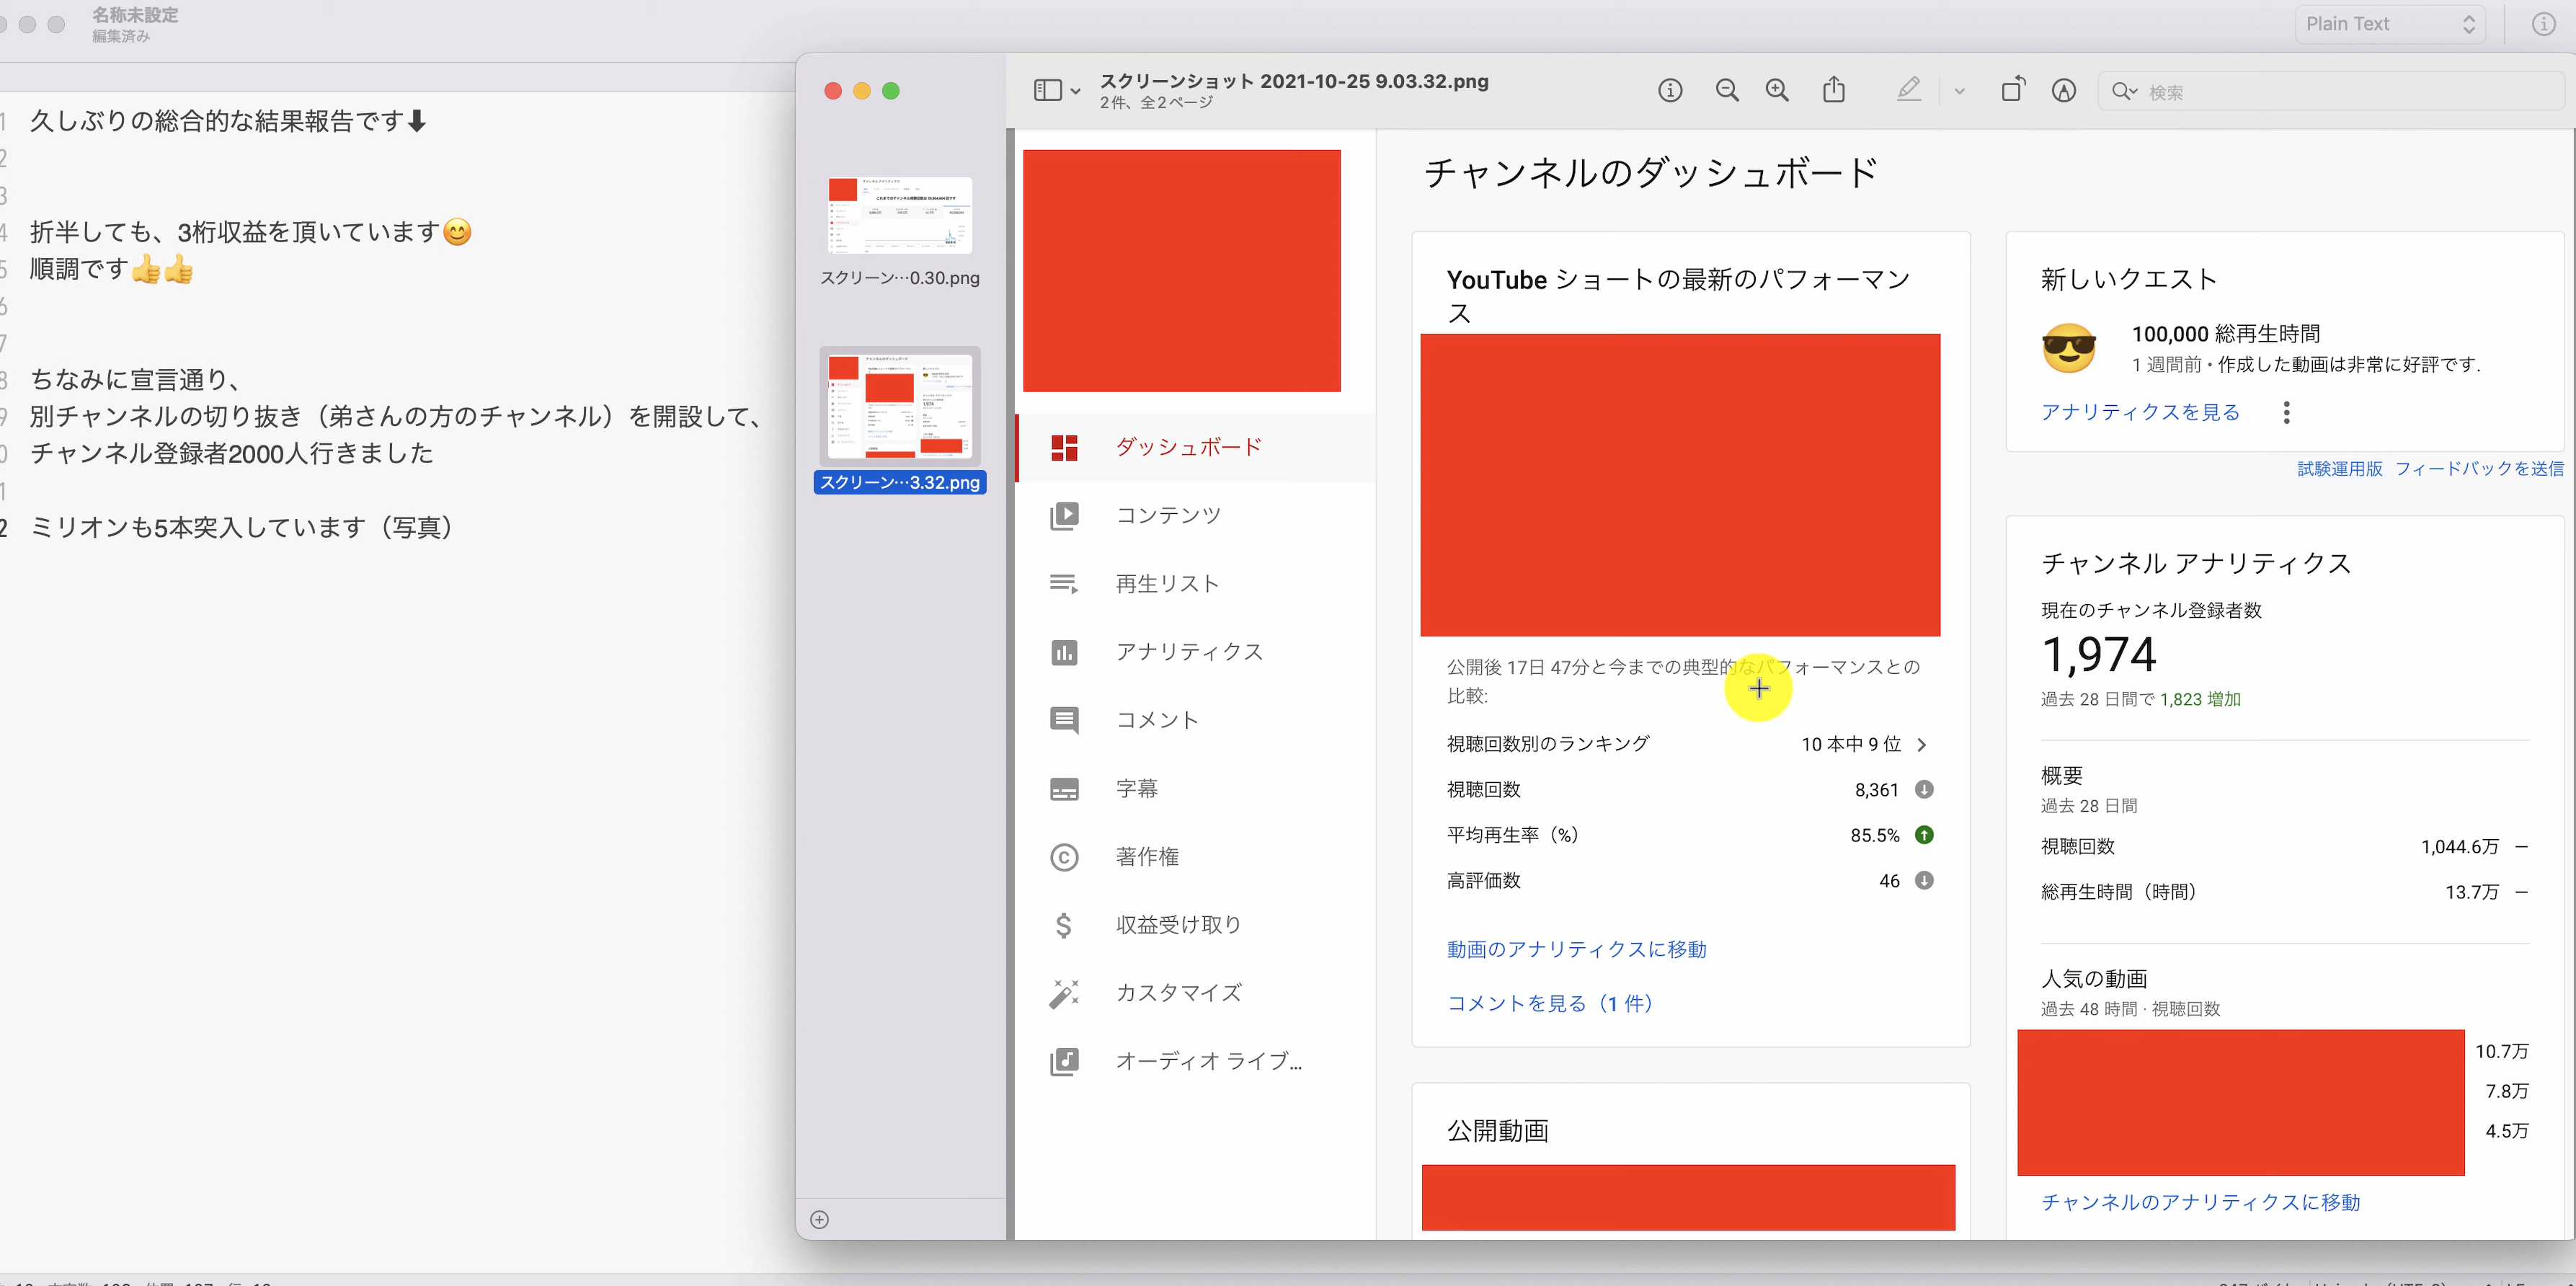 名称未設定
編集済み
Plain Text
1 久しぶりの総合的な結果報告です⬇
2
3
4 折半しても、3桁収益を頂いています😊
5 順調です👍👍
6
7
8 ちなみに宣言通り、
9 別チャンネルの切り抜き（弟さんの方のチャンネル）を開設して、
0 チャンネル登録者2000人行きました
1
2 ミリオンも5本突入しています（写真）
スクリーンショット 2021-10-25 9.03.32.png
2件、全2ページ
検索
スクリーン…0.30.png
スクリーン…3.32.png
ダッシュボード
コンテンツ
再生リスト
アナリティクス
コメント
字幕
著作権
収益受け取り
カスタマイズ
オーディオ ライブ...
チャンネルのダッシュボード
YouTube ショートの最新のパフォーマン
ス
公開後 17日 47分と今までの典型的なパフォーマンスとの
比較:
視聴回数別のランキング 10 本中 9 位
視聴回数 8,361
平均再生率（%） 85.5%
高評価数 46
動画のアナリティクスに移動
コメントを見る（1 件）
公開動画
新しいクエスト
100,000 総再生時間
1 週間前・作成した動画は非常に好評です.
アナリティクスを見る
試験運用版 フィードバックを送信
チャンネル アナリティクス
現在のチャンネル登録者数
1,974
過去 28 日間で 1,823 増加
概要
過去 28 日間
視聴回数 1,044.6万 —
総再生時間（時間） 13.7万 —
人気の動画
過去 48 時間 · 視聴回数
10.7万
7.8万
4.5万
チャンネルのアナリティクスに移動